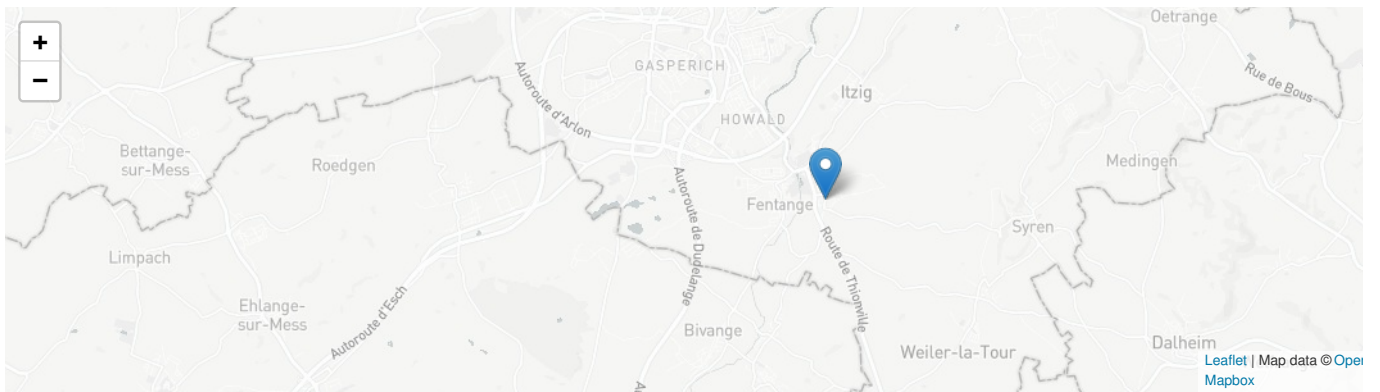 +
−
Oetrange
GASPERICH
Rue de Bous
Autoroute d'Arlon
Itzig
HOWALD
Bettange-
sur-Mess
Roedgen
Medingen
Autoroute de Dudelange
Fentange
Syren
Route de Thionville
Limpach
Ehlange-
sur-Mess
Autoroute d'Esch
Bivange
Weiler-la-Tour
Dalheim
Leaflet | Map data © Open
Mapbox